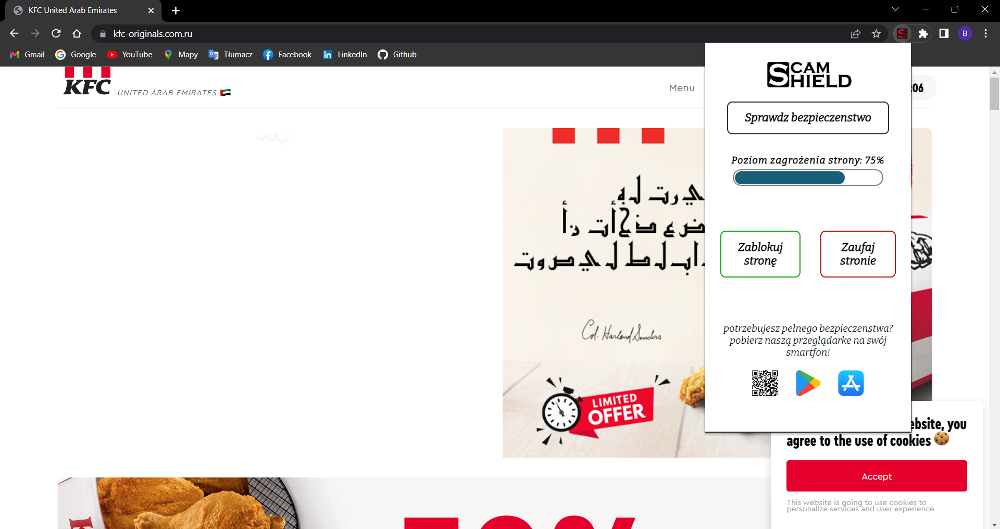 KFC United Arab Emirates
kfc-originals.com.ru
B
Gmail
Google
YouTube
Mapy
Tłumacz
Facebook
LinkedIn
Github
KFC
UNITED ARAB EMIRATES
Menu
:06
SCAM
SHIELD
Sprawdz bezpieczenstwo
Poziom zagrożenia strony: 75%
Zablokuj
stronę
Zaufaj
stronie
potrzebujesz pełnego bezpieczenstwa?
pobierz naszą przeglądarke na swój
smartfon!
Col. Harland Sanders
LIMITED
OFFER
ebsite, you
agree to the use of cookies
Accept
This website is going to use cookies to
personalize services and user experience